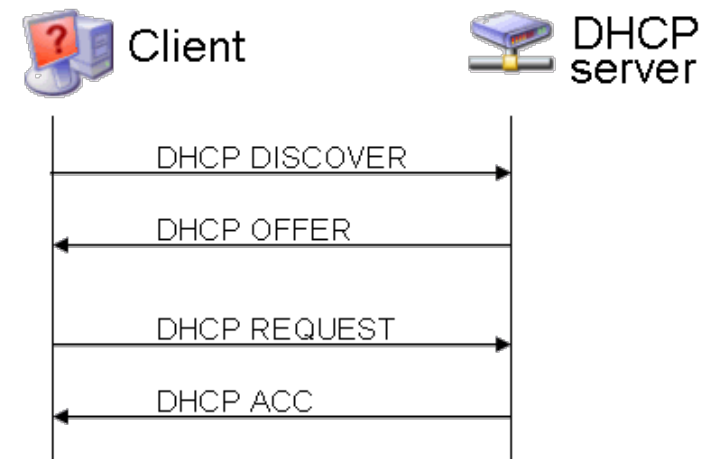 ?
Client
DHCP
server
DHCP DISCOVER
DHCP OFFER
DHCP REQUEST
DHCP ACC